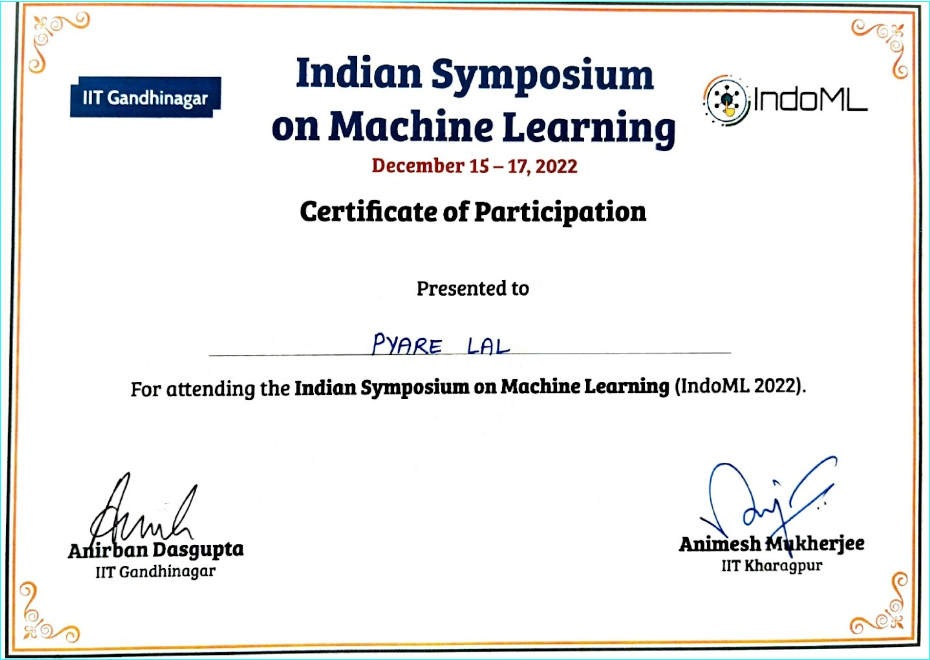 IIT Gandhinagar
Indian Symposium
on Machine Learning
IndoML
December 15 – 17, 2022
Certificate of Participation
Presented to
PYARE LAL
For attending the Indian Symposium on Machine Learning (IndoML 2022).
Anirban Dasgupta
IIT Gandhinagar
Animesh Mukherjee
IIT Kharagpur